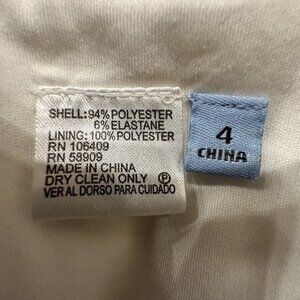 SHELL: 94% POLYESTER
6% ELASTANE
LINING: 100% POLYESTER
RN 106409
RN 58909
MADE IN CHINA
DRY CLEAN ONLY Ⓟ
VER AL DORSO PARA CUIDADO
4
CHINA